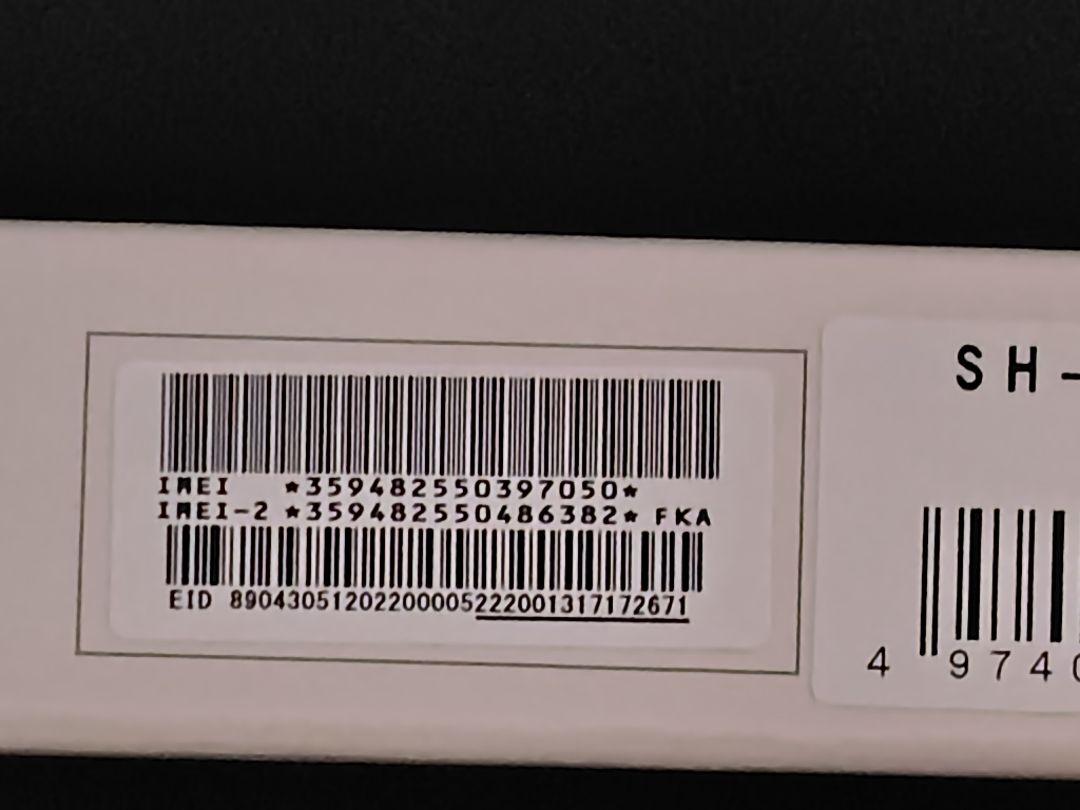 IMEI *359482550397050*
IMEI-2 *359482550486382* FKA
EID 89043051202200005222001317172671
SH-
4 974